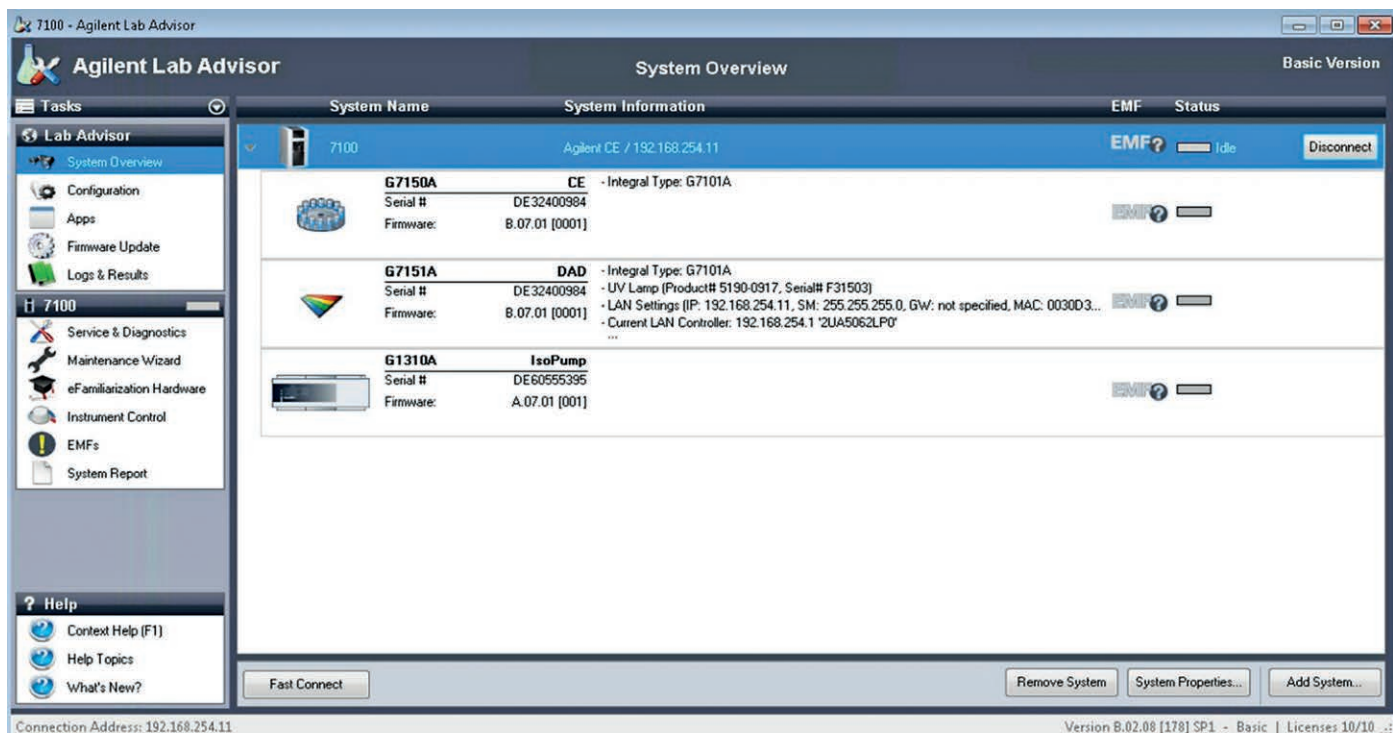 7100 - Agilent Lab Advisor
Agilent Lab Advisor
System Overview
Basic Version
Tasks
System Name System Information EMF Status
Lab Advisor
System Overview
Configuration
Apps
Firmware Update
Logs & Results
7100
Service & Diagnostics
Maintenance Wizard
eFamiliarization Hardware
Instrument Control
EMFs
System Report
? Help
Context Help (F1)
Help Topics
What's New?
7100 Agilent CE / 192.168.254.11 EMF? Idle Disconnect
G7150A CE - Integral Type: G7101A
Serial # DE32400984
Firmware: B.07.01 [0001]
EMF?
G7151A DAD - Integral Type: G7101A
Serial # DE32400984 - UV Lamp (Product# 5190-0917, Serial# F31503)
Firmware: B.07.01 [0001] - LAN Settings (IP: 192.168.254.11, SM: 255.255.255.0, GW: not specified, MAC: 0030D3...
- Current LAN Controller: 192.168.254.1 '2UA5062LP0'
...
EMF?
G1310A IsoPump
Serial # DE60555395
Firmware: A.07.01 [001]
EMF?
Fast Connect Remove System System Properties... Add System...
Connection Address: 192.168.254.11 Version B.02.08 [178] SP1 - Basic | Licenses 10/10